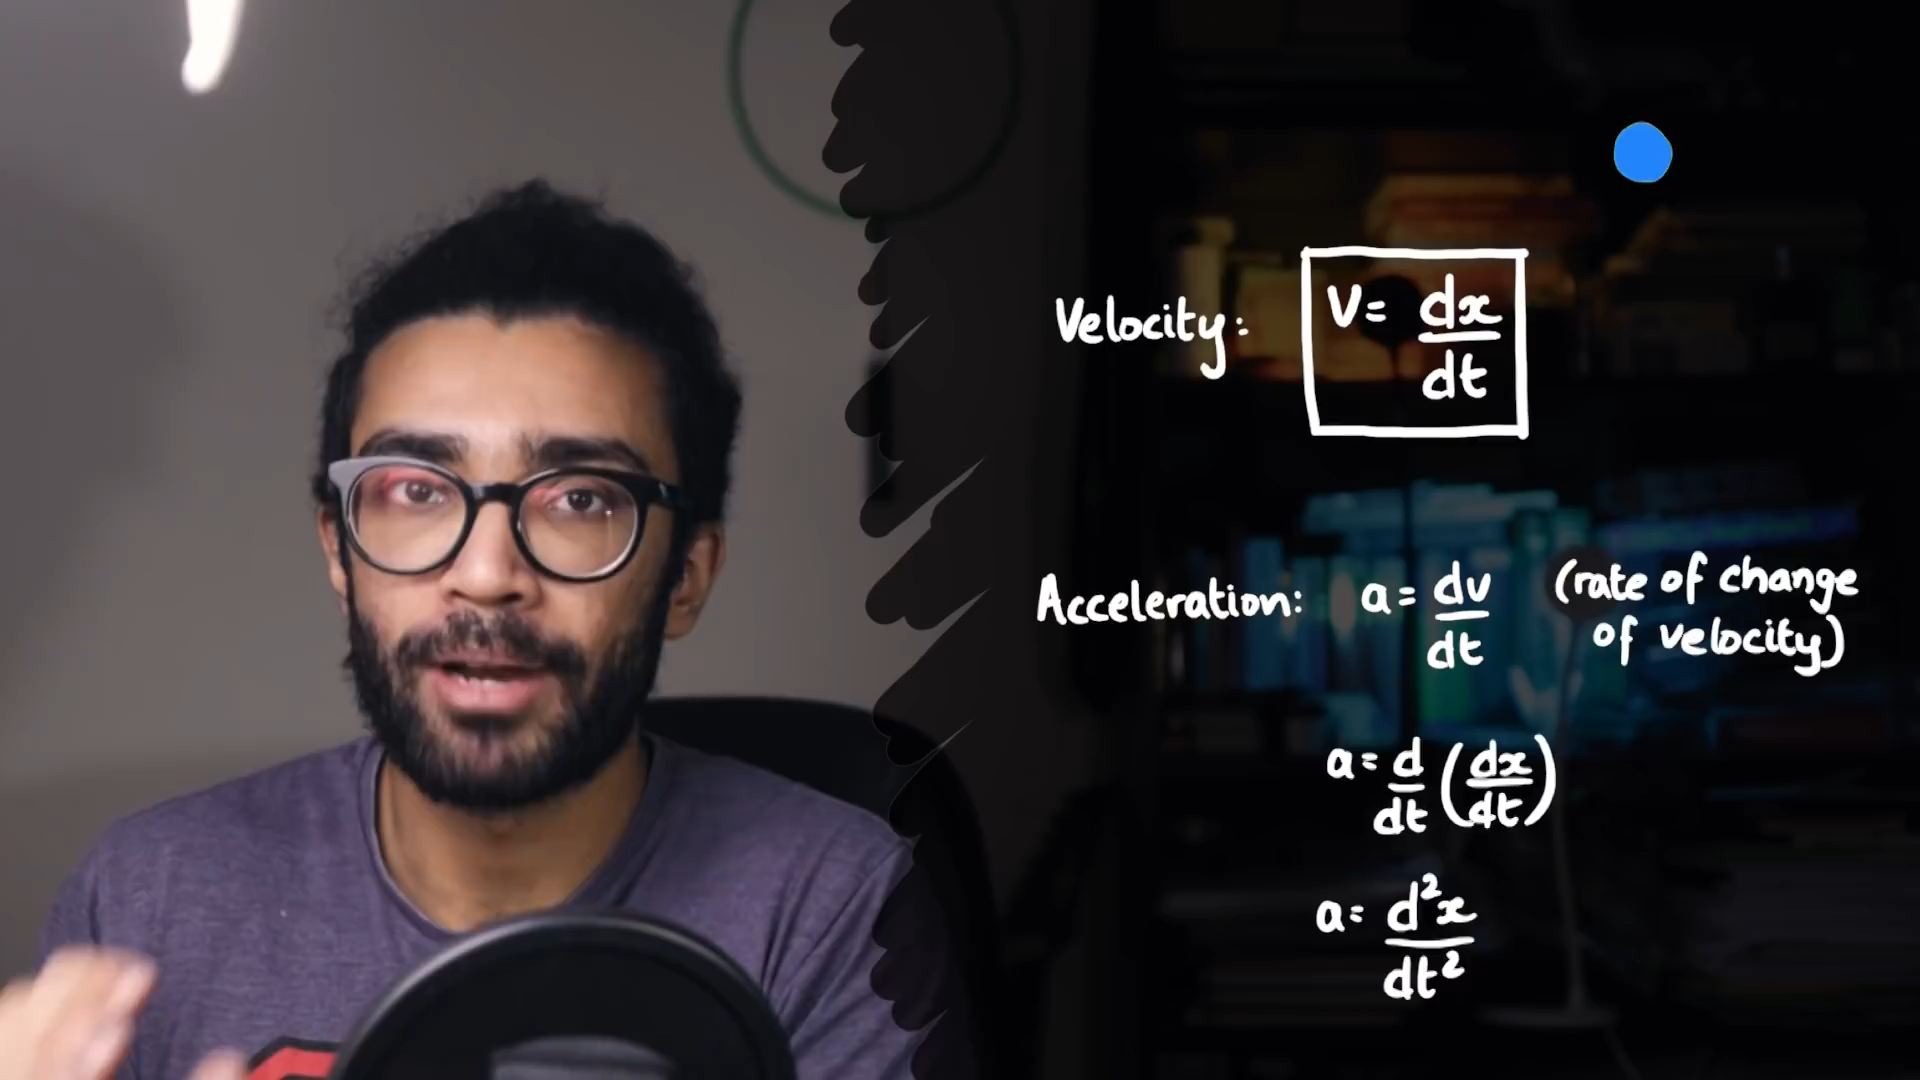 Velocity: v = dx/dt
Acceleration: a = dv/dt (rate of change
of velocity)
a = d/dt (dx/dt)
a = d²x/dt²